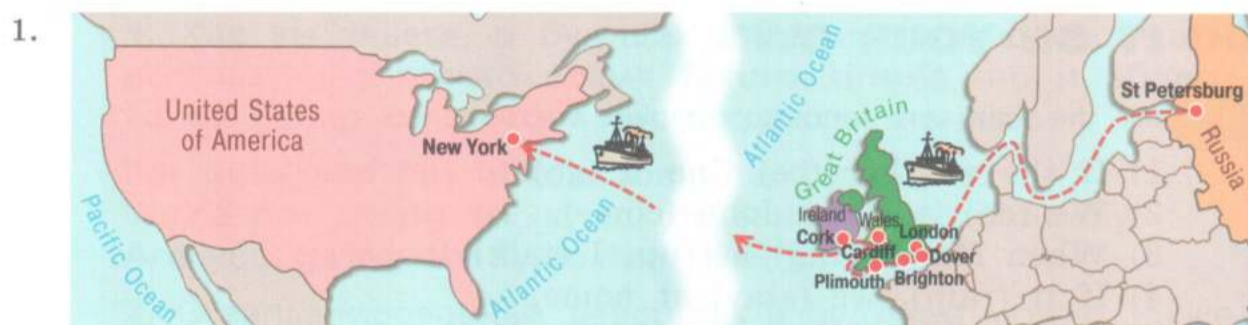 1.
United States
of America
New York
Pacific Ocean
Atlantic Ocean
Atlantic Ocean
Great Britain
St Petersburg
Russia
Ireland
Wales
London
Cork
Cardiff
Dover
Plimouth
Brighton